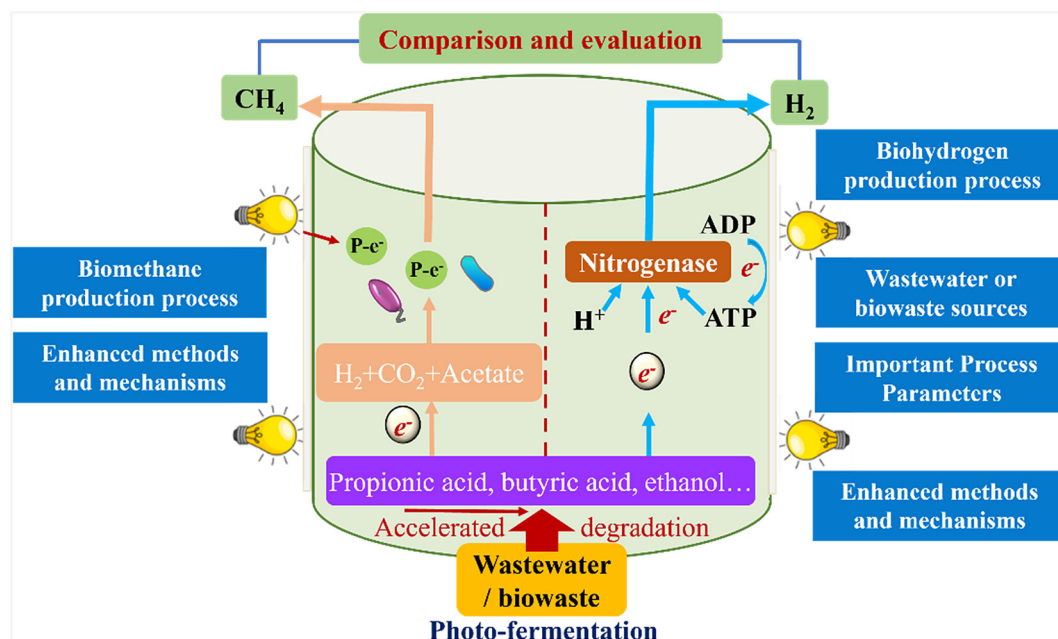 Comparison and evaluation
CH₄
H₂
Biohydrogen
production process
ADP
P-e⁻
P-e⁻
Nitrogenase
e⁻
Biomethane
production process
Wastewater or
biowaste sources
H⁺
e⁻
ATP
Enhanced methods
and mechanisms
H₂+CO₂+Acetate
e⁻
Important Process
Parameters
e⁻
Propionic acid, butyric acid, ethanol…
Enhanced methods
and mechanisms
Accelerated degradation
Wastewater
/ biowaste
Photo-fermentation